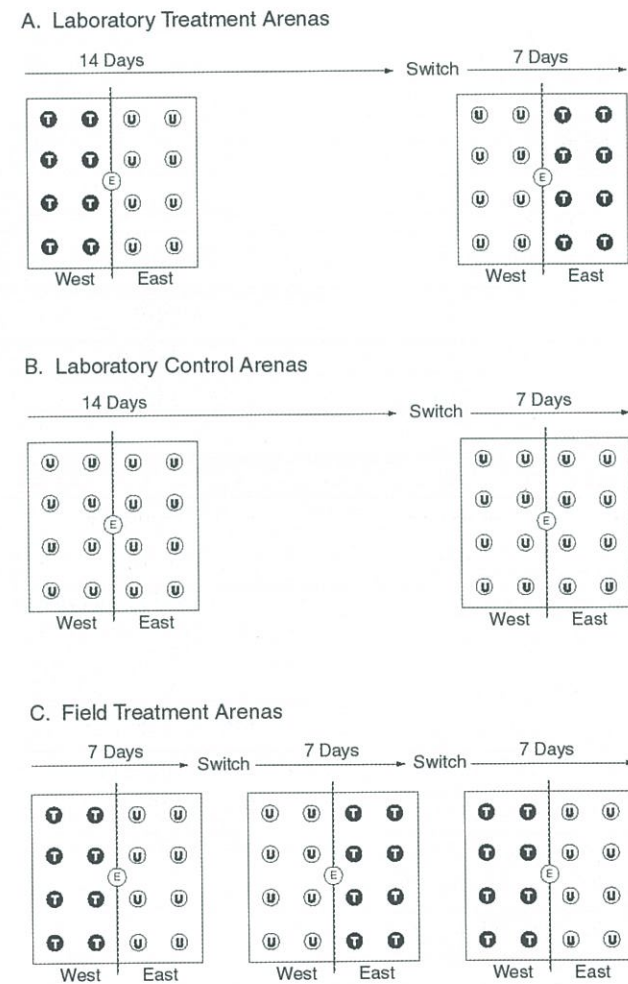 A. Laboratory Treatment Arenas
14 Days Switch 7 Days
T T U U U U T T
T T U U U U T T
E E
T T U U U U T T
T T U U U U T T
West East West East
B. Laboratory Control Arenas
14 Days Switch 7 Days
U U U U U U U U
U U U U U U U U
E E
U U U U U U U U
U U U U U U U U
West East West East
C. Field Treatment Arenas
7 Days Switch 7 Days Switch 7 Days
T T U U U U T T T T U U
T T U U U U T T T T U U
E E E
T T U U U U T T T T U U
T T U U U U T T T T U U
West East West East West East